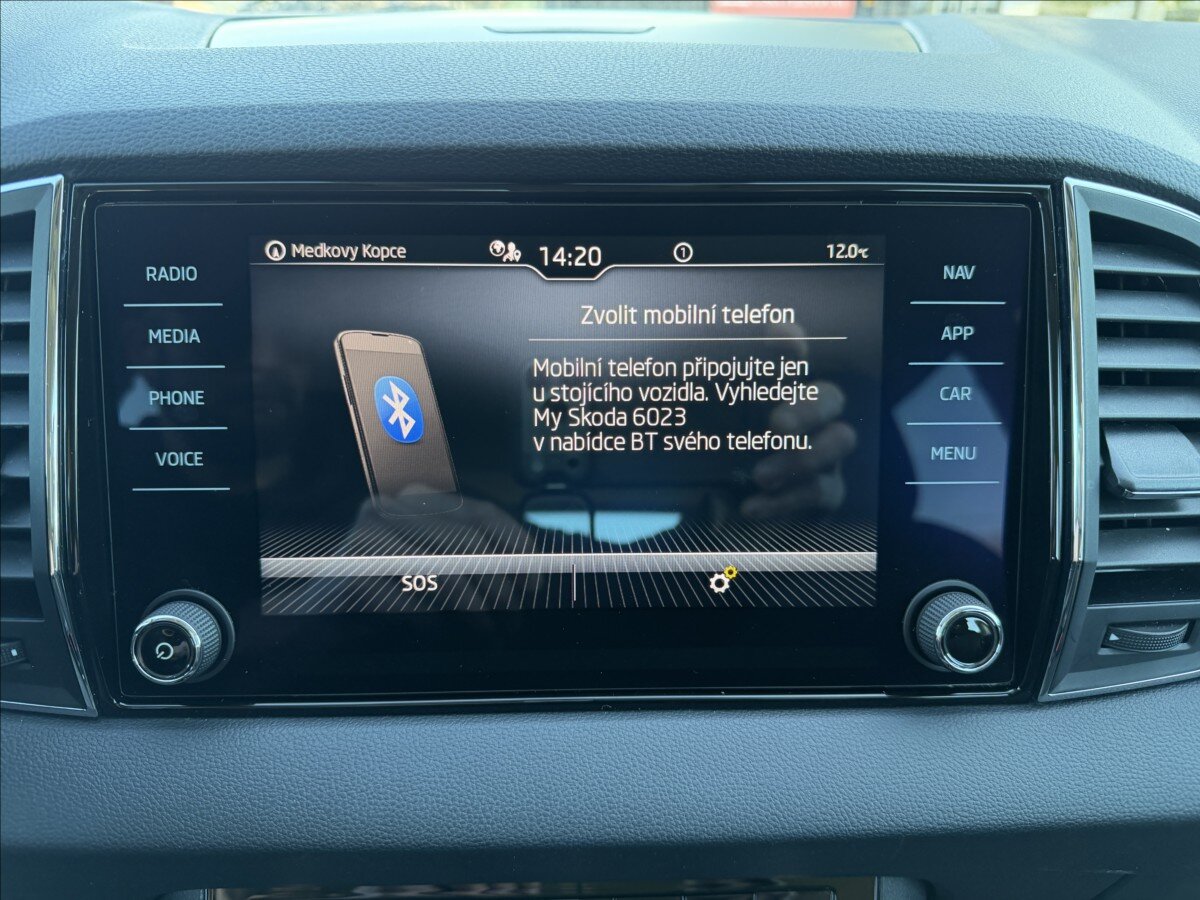 Medkovy Kopce
14:20
1
12.0°C
RADIO
MEDIA
PHONE
VOICE
Zvolit mobilní telefon
Mobilní telefon připojujte jen
u stojícího vozidla. Vyhledejte
My Skoda 6023
v nabídce BT svého telefonu.
SOS
NAV
APP
CAR
MENU